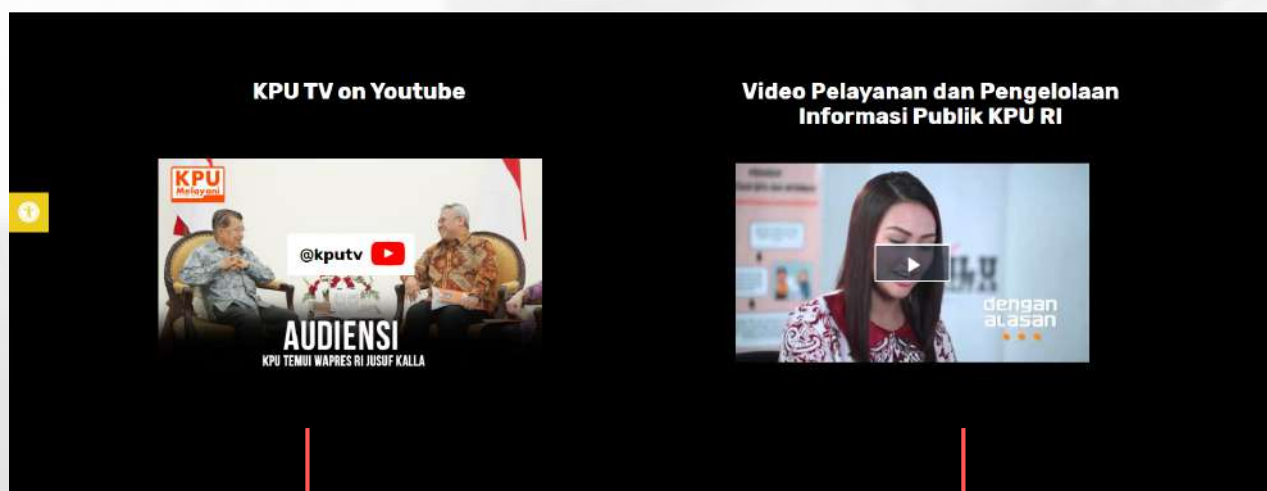 KPU TV on Youtube
KPU
Melayani
@kputv
AUDIENSI
KPU TEMUI WAPRES RI JUSUF KALLA
Video Pelayanan dan Pengelolaan
Informasi Publik KPU RI
dengan
alasan